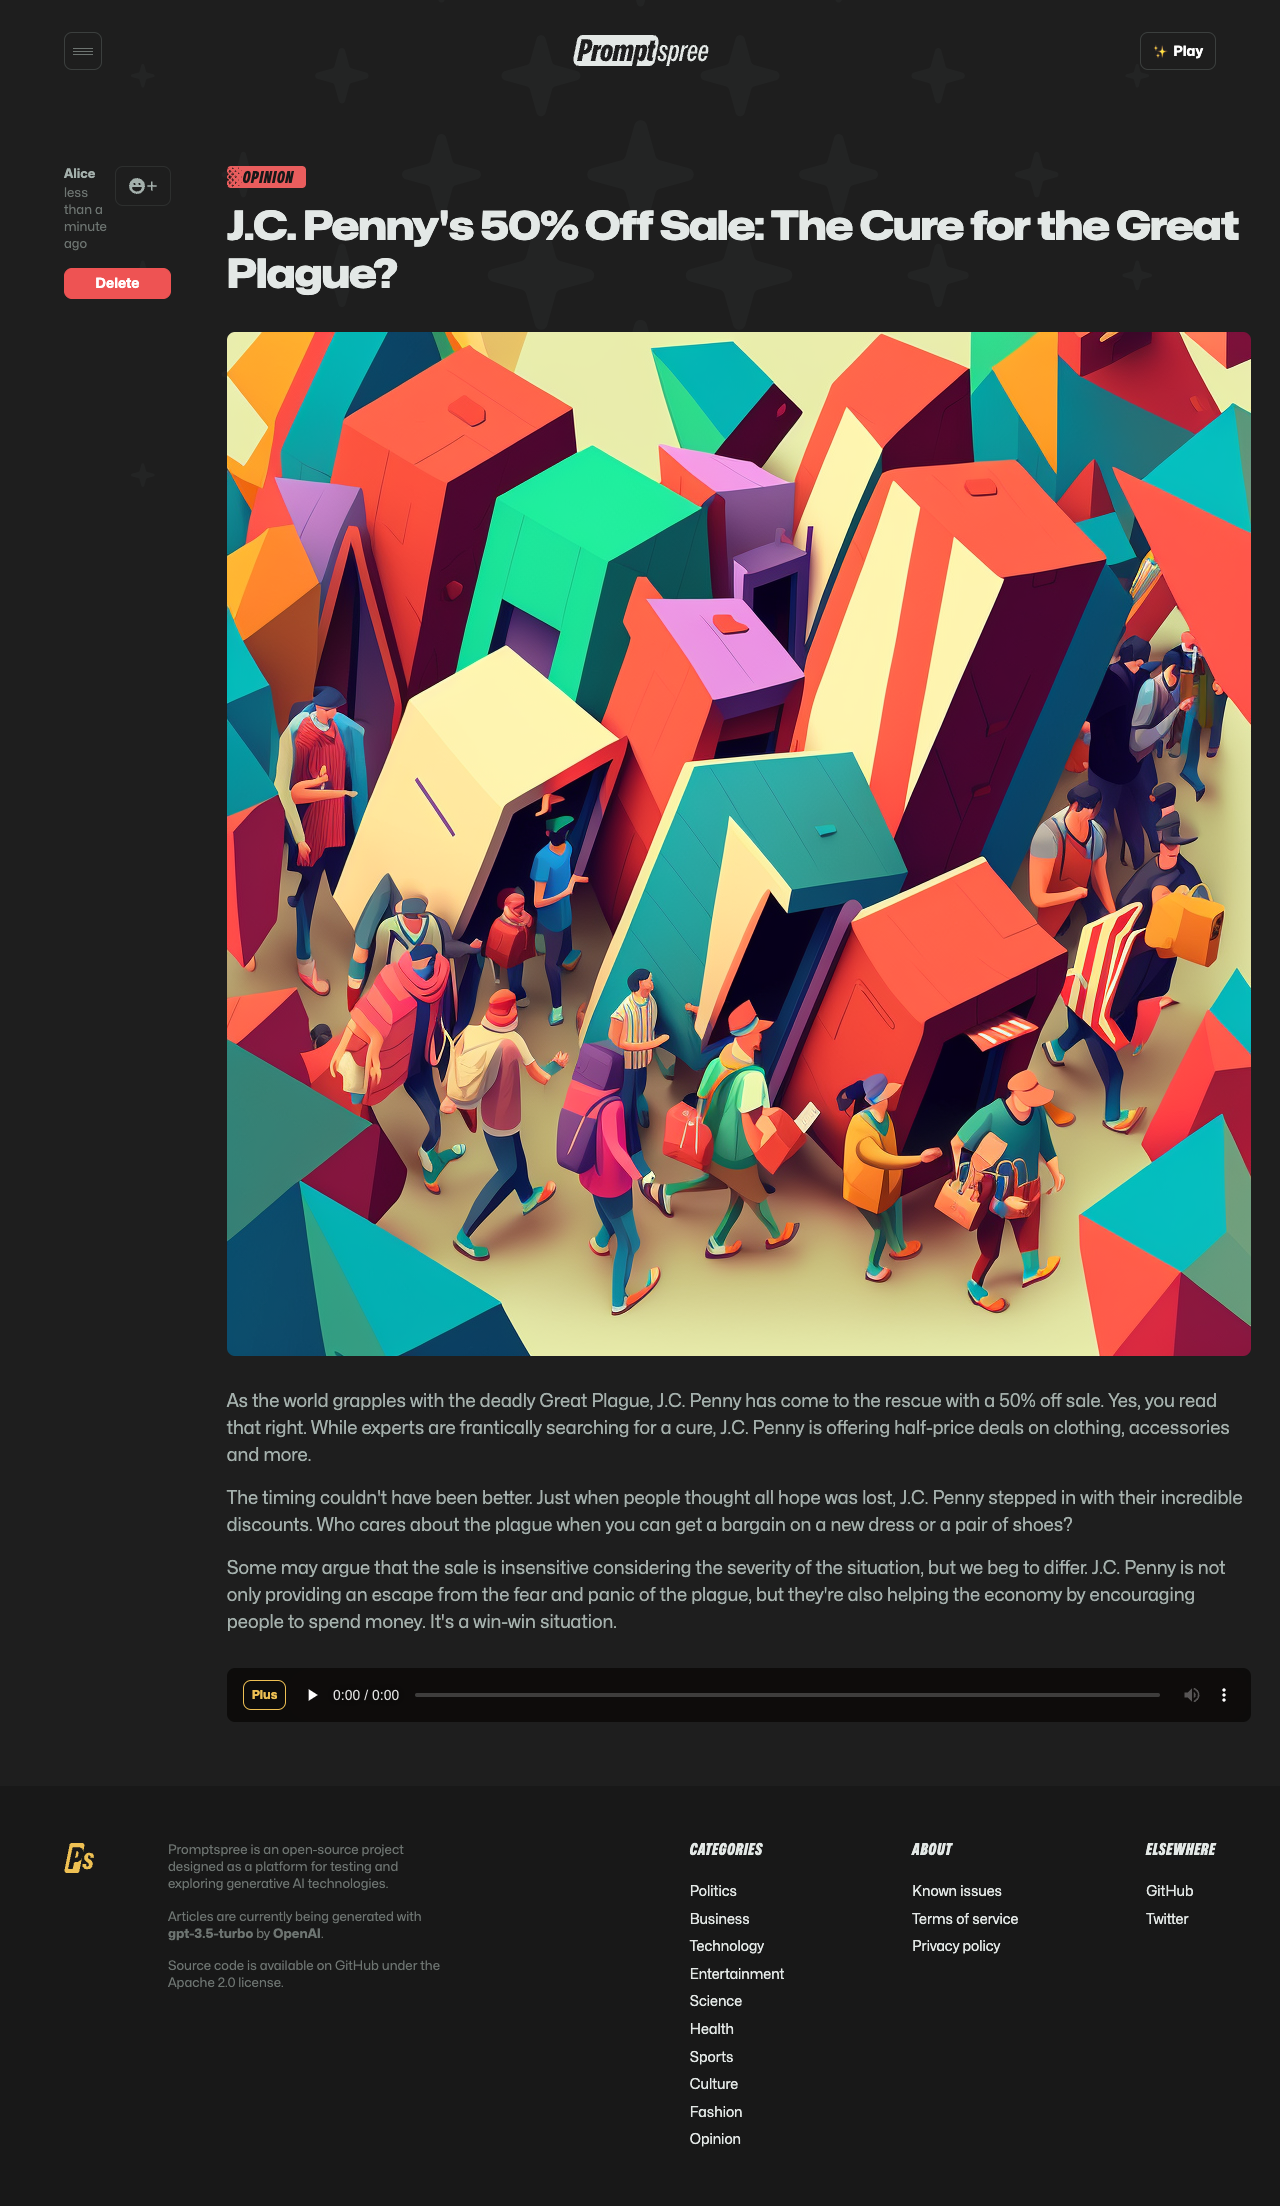 Promptspree
Play
Alice
less
than a
minute
ago
Delete
OPINION
J.C. Penny's 50% Off Sale: The Cure for the Great
Plague?
As the world grapples with the deadly Great Plague, J.C. Penny has come to the rescue with a 50% off sale. Yes, you read
that right. While experts are frantically searching for a cure, J.C. Penny is offering half-price deals on clothing, accessories
and more.
The timing couldn't have been better. Just when people thought all hope was lost, J.C. Penny stepped in with their incredible
discounts. Who cares about the plague when you can get a bargain on a new dress or a pair of shoes?
Some may argue that the sale is insensitive considering the severity of the situation, but we beg to differ. J.C. Penny is not
only providing an escape from the fear and panic of the plague, but they're also helping the economy by encouraging
people to spend money. It's a win-win situation.
Plus
0:00 / 0:00
Ps
Promptspree is an open-source project
designed as a platform for testing and
exploring generative AI technologies.
Articles are currently being generated with
gpt-3.5-turbo by OpenAI.
Source code is available on GitHub under the
Apache 2.0 license.
CATEGORIES
Politics
Business
Technology
Entertainment
Science
Health
Sports
Culture
Fashion
Opinion
ABOUT
Known issues
Terms of service
Privacy policy
ELSEWHERE
GitHub
Twitter